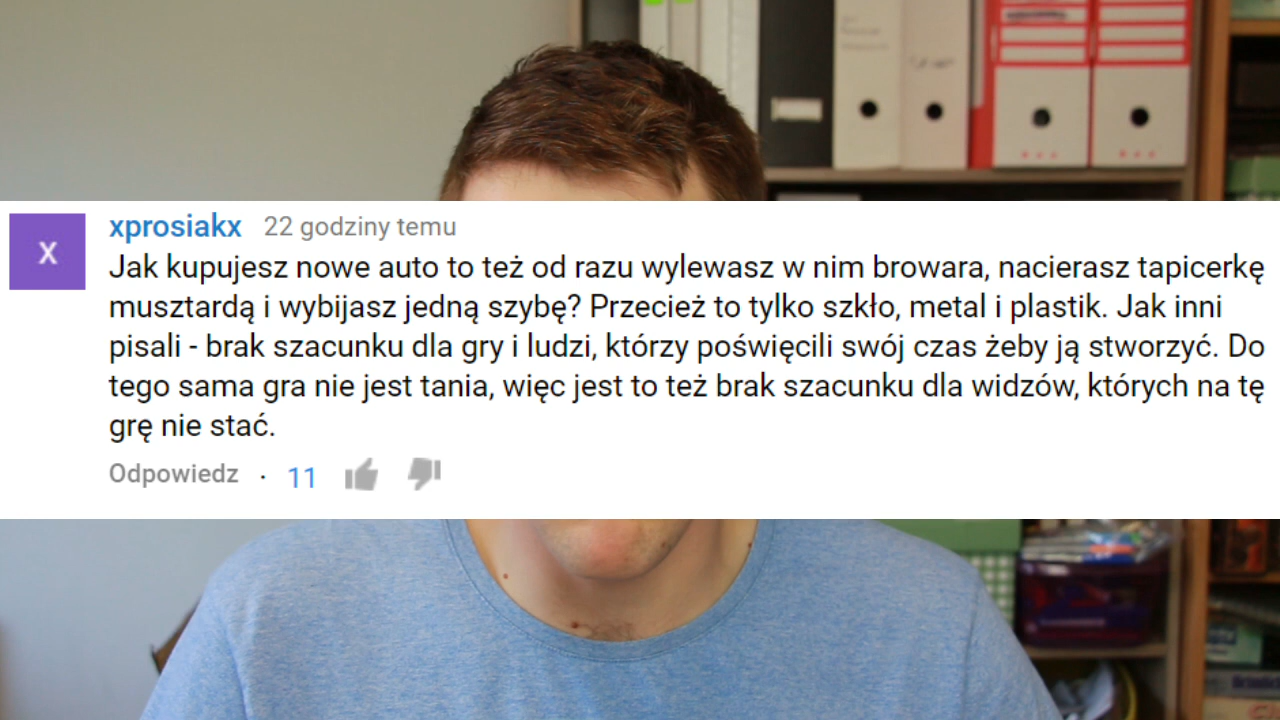 X
xprosiakx 22 godziny temu
Jak kupujesz nowe auto to też od razu wylewasz w nim browara, nacierasz tapicerkę
musztardą i wybijasz jedną szybę? Przecież to tylko szkło, metal i plastik. Jak inni
pisali - brak szacunku dla gry i ludzi, którzy poświęcili swój czas żeby ją stworzyć. Do
tego sama gra nie jest tania, więc jest to też brak szacunku dla widzów, których na tę
grę nie stać.
Odpowiedz · 11